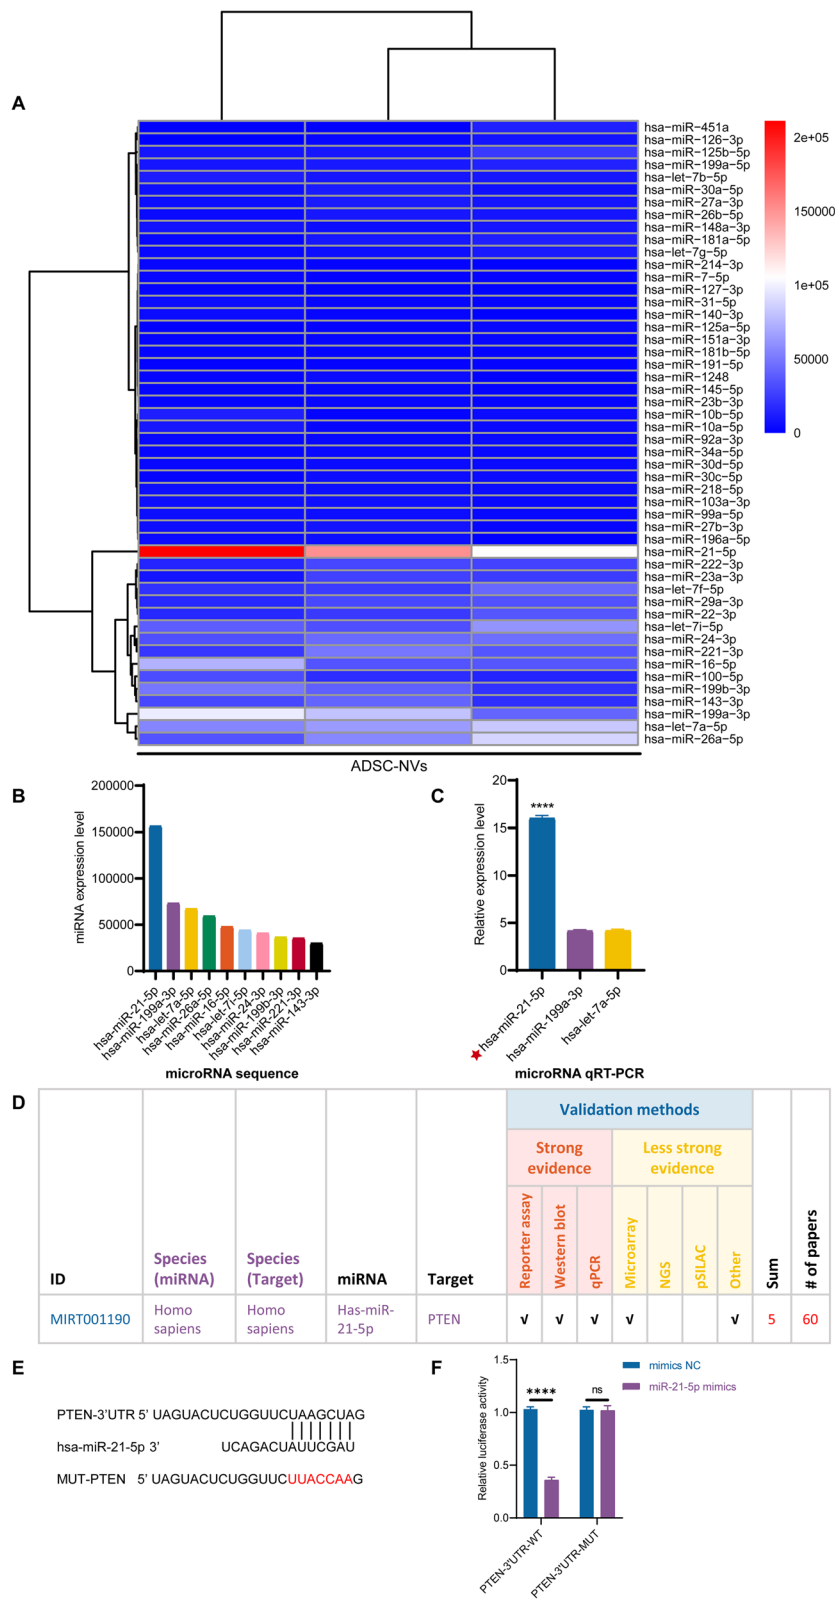 A
hsa−miR−451a
hsa−miR−126−3p
hsa−miR−125b−5p
hsa−miR−199a−5p
hsa−let−7b−5p
hsa−miR−30a−5p
hsa−miR−27a−3p
hsa−miR−26b−5p
hsa−miR−148a−3p
hsa−miR−181a−5p
hsa−let−7g−5p
hsa−miR−214−3p
hsa−miR−7−5p
hsa−miR−127−3p
hsa−miR−31−5p
hsa−miR−140−3p
hsa−miR−125a−5p
hsa−miR−151a−3p
hsa−miR−181b−5p
hsa−miR−191−5p
hsa−miR−1248
hsa−miR−145−5p
hsa−miR−23b−3p
hsa−miR−10b−5p
hsa−miR−10a−5p
hsa−miR−92a−3p
hsa−miR−34a−5p
hsa−miR−30d−5p
hsa−miR−30c−5p
hsa−miR−218−5p
hsa−miR−103a−3p
hsa−miR−99a−5p
hsa−miR−27b−3p
hsa−miR−196a−5p
hsa−miR−21−5p
hsa−miR−222−3p
hsa−miR−23a−3p
hsa−let−7f−5p
hsa−miR−29a−3p
hsa−miR−22−3p
hsa−let−7i−5p
hsa−miR−24−3p
hsa−miR−221−3p
hsa−miR−16−5p
hsa−miR−100−5p
hsa−miR−199b−3p
hsa−miR−143−3p
hsa−miR−199a−3p
hsa−let−7a−5p
hsa−miR−26a−5p
2e+05
150000
1e+05
50000
0
ADSC-NVs
B
miRNA expression level
200000
150000
100000
50000
0
hsa-miR-21-5p
hsa-miR-199a-3p
hsa-let-7a-5p
hsa-miR-26a-5p
hsa-miR-16-5p
hsa-let-7i-5p
hsa-miR-24-3p
hsa-miR-199b-3p
hsa-miR-221-3p
hsa-miR-143-3p
microRNA sequence
C
Relative expression level
20
15
10
5
0
****
hsa-miR-21-5p
hsa-miR-199a-3p
hsa-let-7a-5p
microRNA qRT-PCR
D
Validation methods
Strong evidence
Less strong evidence
ID
Species (miRNA)
Species (Target)
miRNA
Target
Reporter assay
Western blot
qPCR
Microarray
NGS
pSILAC
Other
Sum
# of papers
MIRT001190
Homo sapiens
Homo sapiens
Has-miR-21-5p
PTEN
√ √ √ √ √
5
60
E
PTEN-3'UTR 5' UAGUACUCUGGUUCUAAGCUAG
hsa-miR-21-5p 3' UCAGACUAUUCGAU
MUT-PTEN 5' UAGUACUCUGGUUCUUACCAAG
F
Relative luciferase activity
1.5
1.0
0.5
0.0
****
ns
mimics NC
miR-21-5p mimics
PTEN-3'UTR-WT
PTEN-3'UTR-MUT